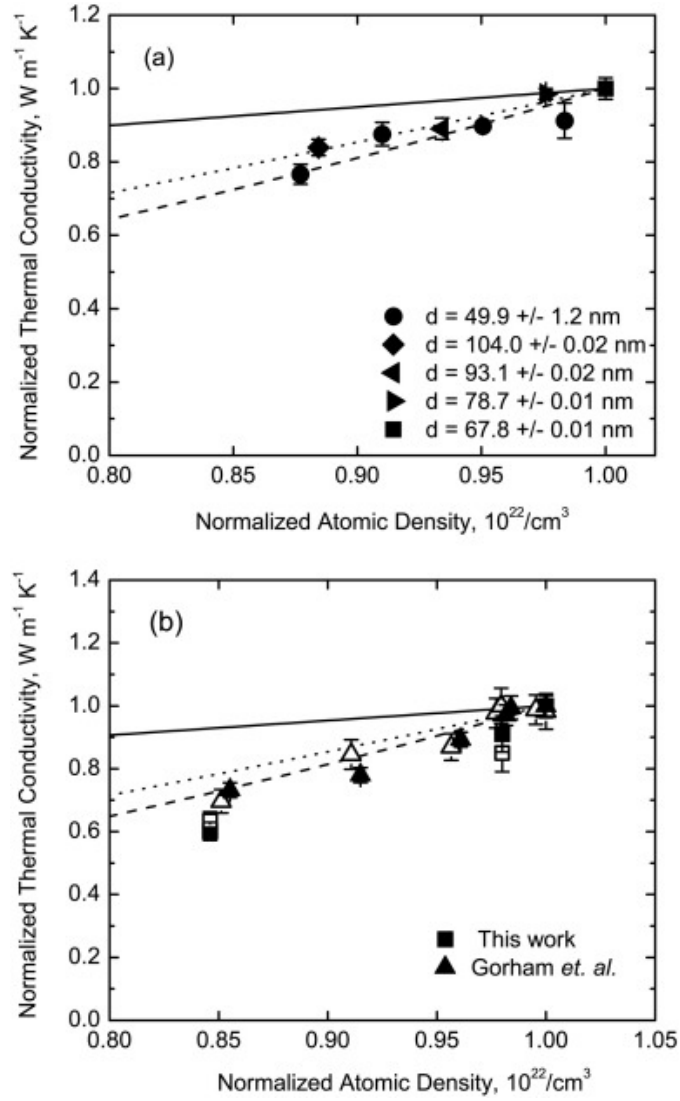 1.2
(a)
1.0
0.8
0.6
0.4
0.2
0.0
Normalized Thermal Conductivity, W m⁻¹ K⁻¹
d = 49.9 +/- 1.2 nm
d = 104.0 +/- 0.02 nm
d = 93.1 +/- 0.02 nm
d = 78.7 +/- 0.01 nm
d = 67.8 +/- 0.01 nm
0.80 0.85 0.90 0.95 1.00
Normalized Atomic Density, 10²²/cm³
1.4
(b)
1.2
1.0
0.8
0.6
0.4
0.2
0.0
Normalized Thermal Conductivity, W m⁻¹ K⁻¹
This work
Gorham et. al.
0.80 0.85 0.90 0.95 1.00 1.05
Normalized Atomic Density, 10²²/cm³